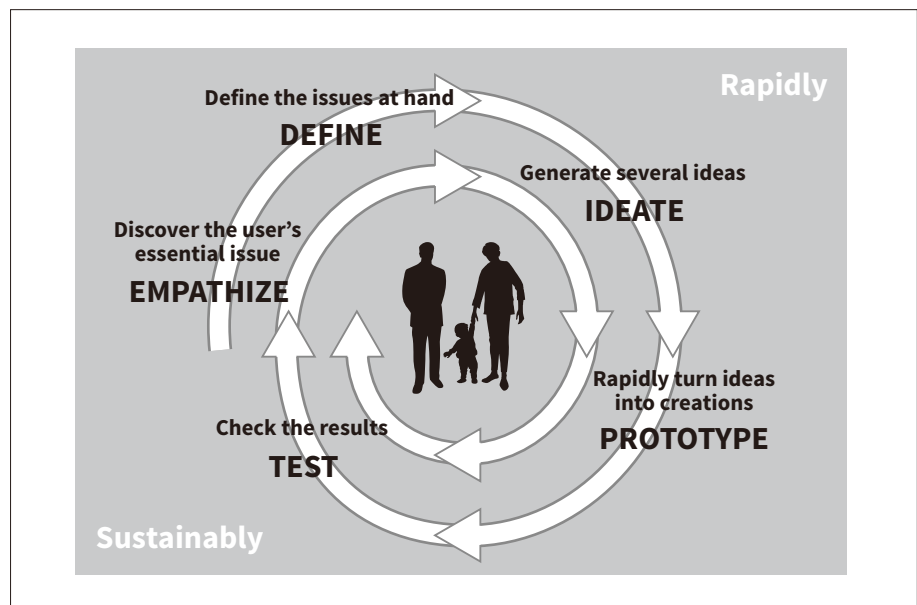 Rapidly
Define the issues at hand
DEFINE
Generate several ideas
IDEATE
Discover the user's
essential issue
EMPATHIZE
Rapidly turn ideas
into creations
PROTOTYPE
Check the results
TEST
Sustainably